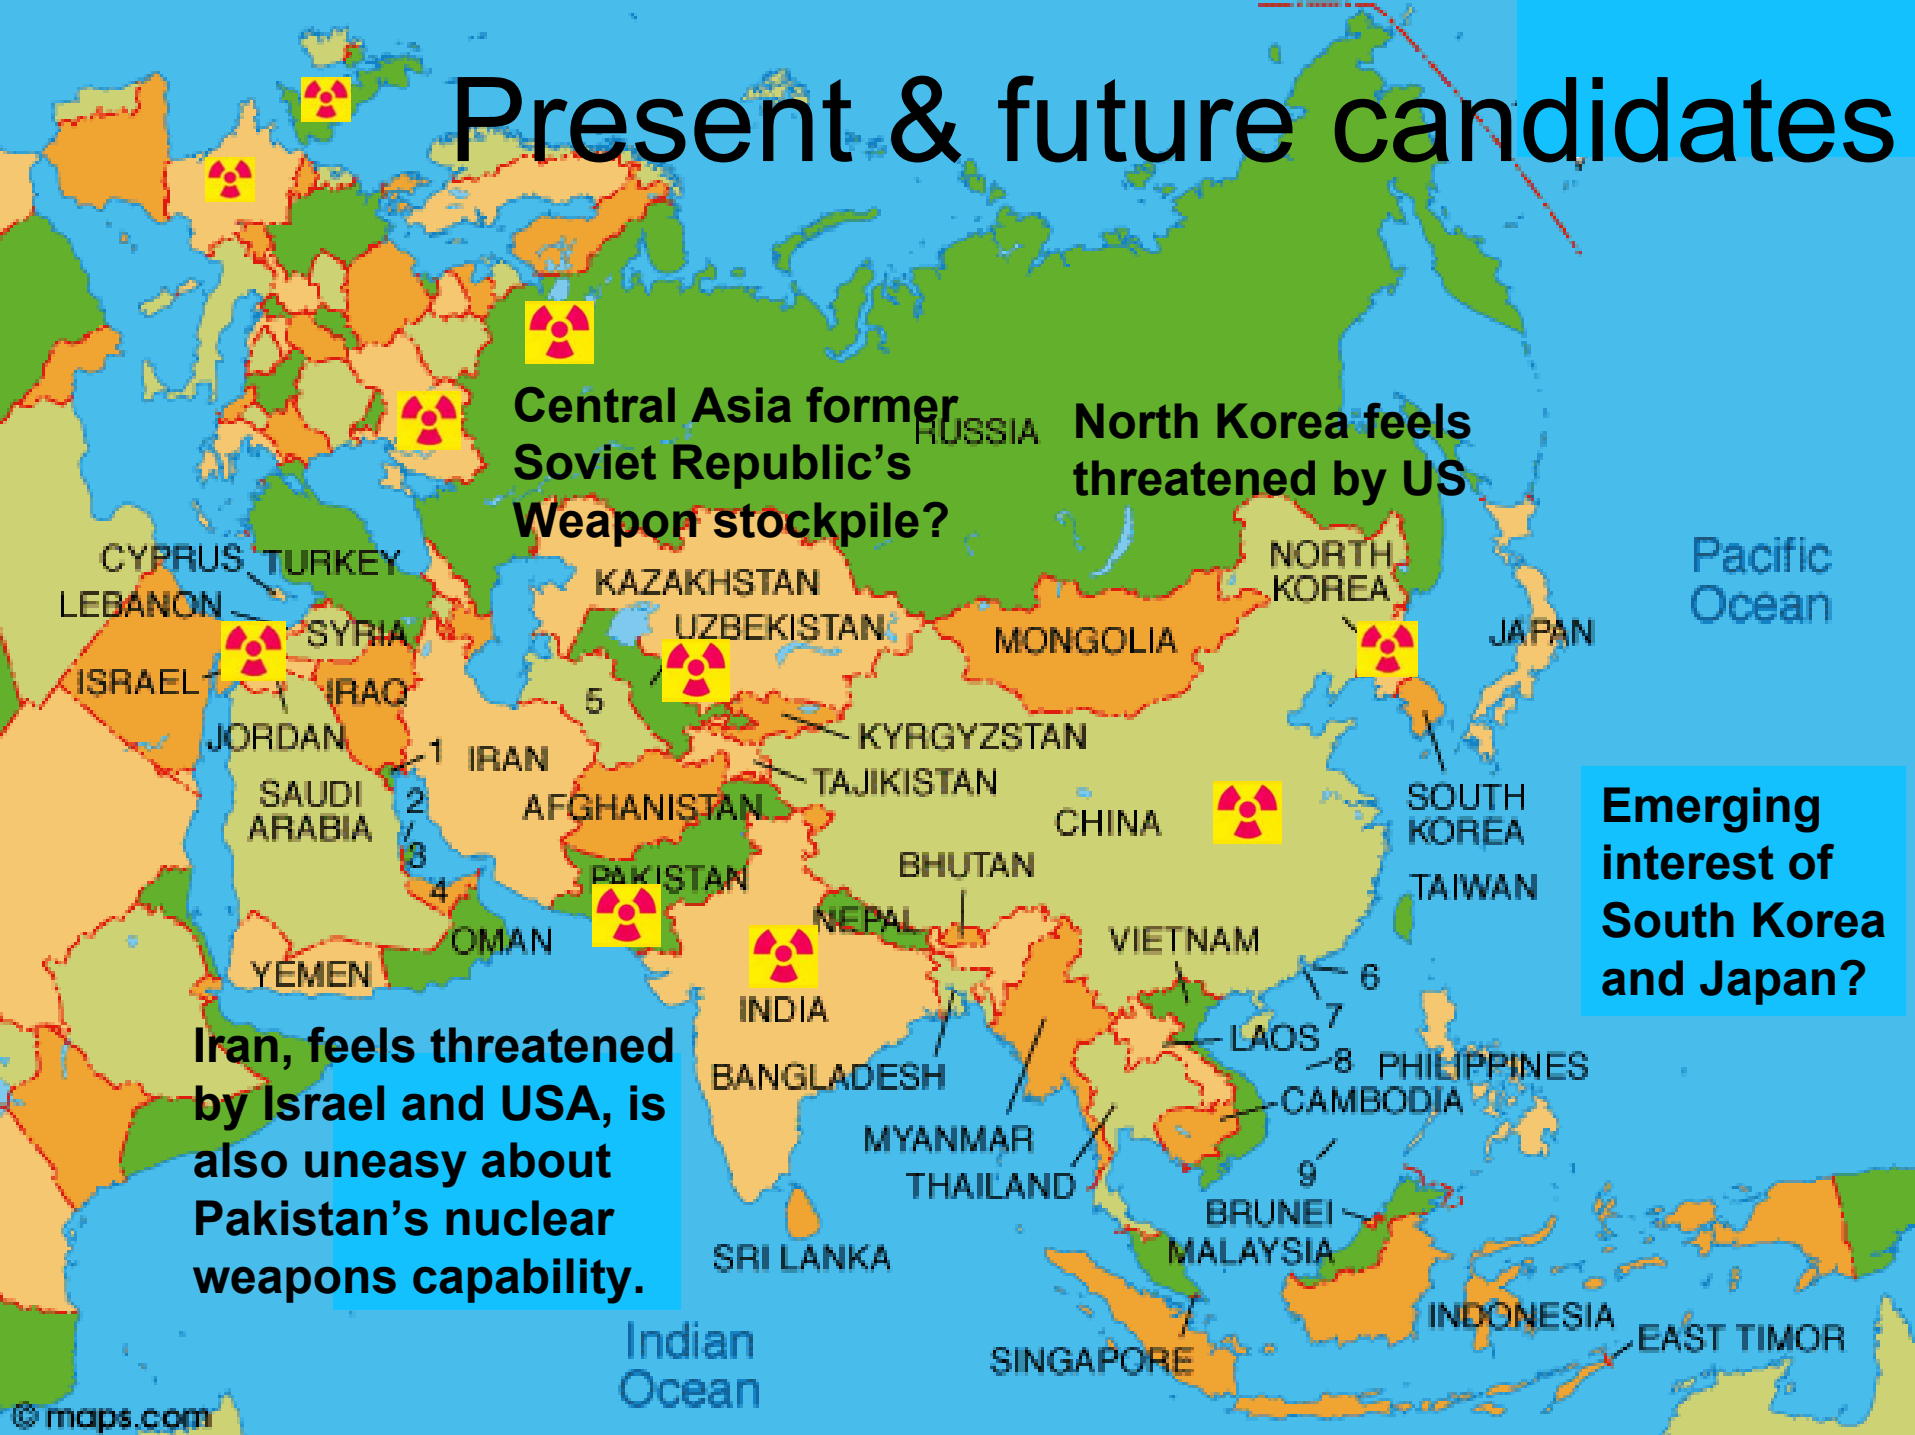 Present & future candidates
Central Asia former
Soviet Republic’s
Weapon stockpile?
RUSSIA
North Korea feels
threatened by US
CYPRUS
TURKEY
LEBANON
SYRIA
ISRAEL
IRAQ
JORDAN
1
IRAN
SAUDI
ARABIA
2
3
4
OMAN
YEMEN
KAZAKHSTAN
UZBEKISTAN
5
KYRGYZSTAN
TAJIKISTAN
AFGHANISTAN
PAKISTAN
MONGOLIA
NORTH
KOREA
JAPAN
Pacific
Ocean
CHINA
SOUTH
KOREA
TAIWAN
BHUTAN
NEPAL
INDIA
BANGLADESH
VIETNAM
6
7
LAOS
8
PHILIPPINES
CAMBODIA
MYANMAR
THAILAND
9
BRUNEI
MALAYSIA
SRI LANKA
SINGAPORE
INDONESIA
EAST TIMOR
Emerging
interest of
South Korea
and Japan?
Iran, feels threatened
by Israel and USA, is
also uneasy about
Pakistan’s nuclear
weapons capability.
Indian
Ocean
© maps.com